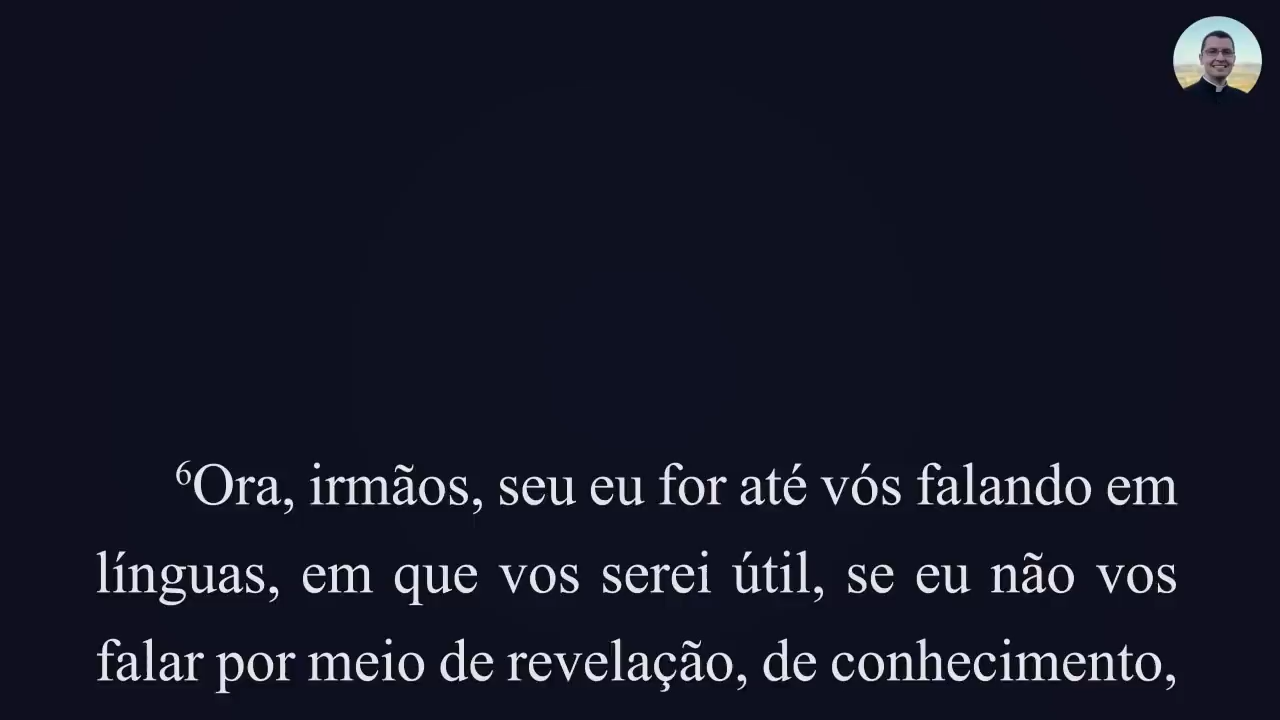 ⁶Ora, irmãos, seu eu for até vós falando em
línguas, em que vos serei útil, se eu não vos
falar por meio de revelação, de conhecimento,